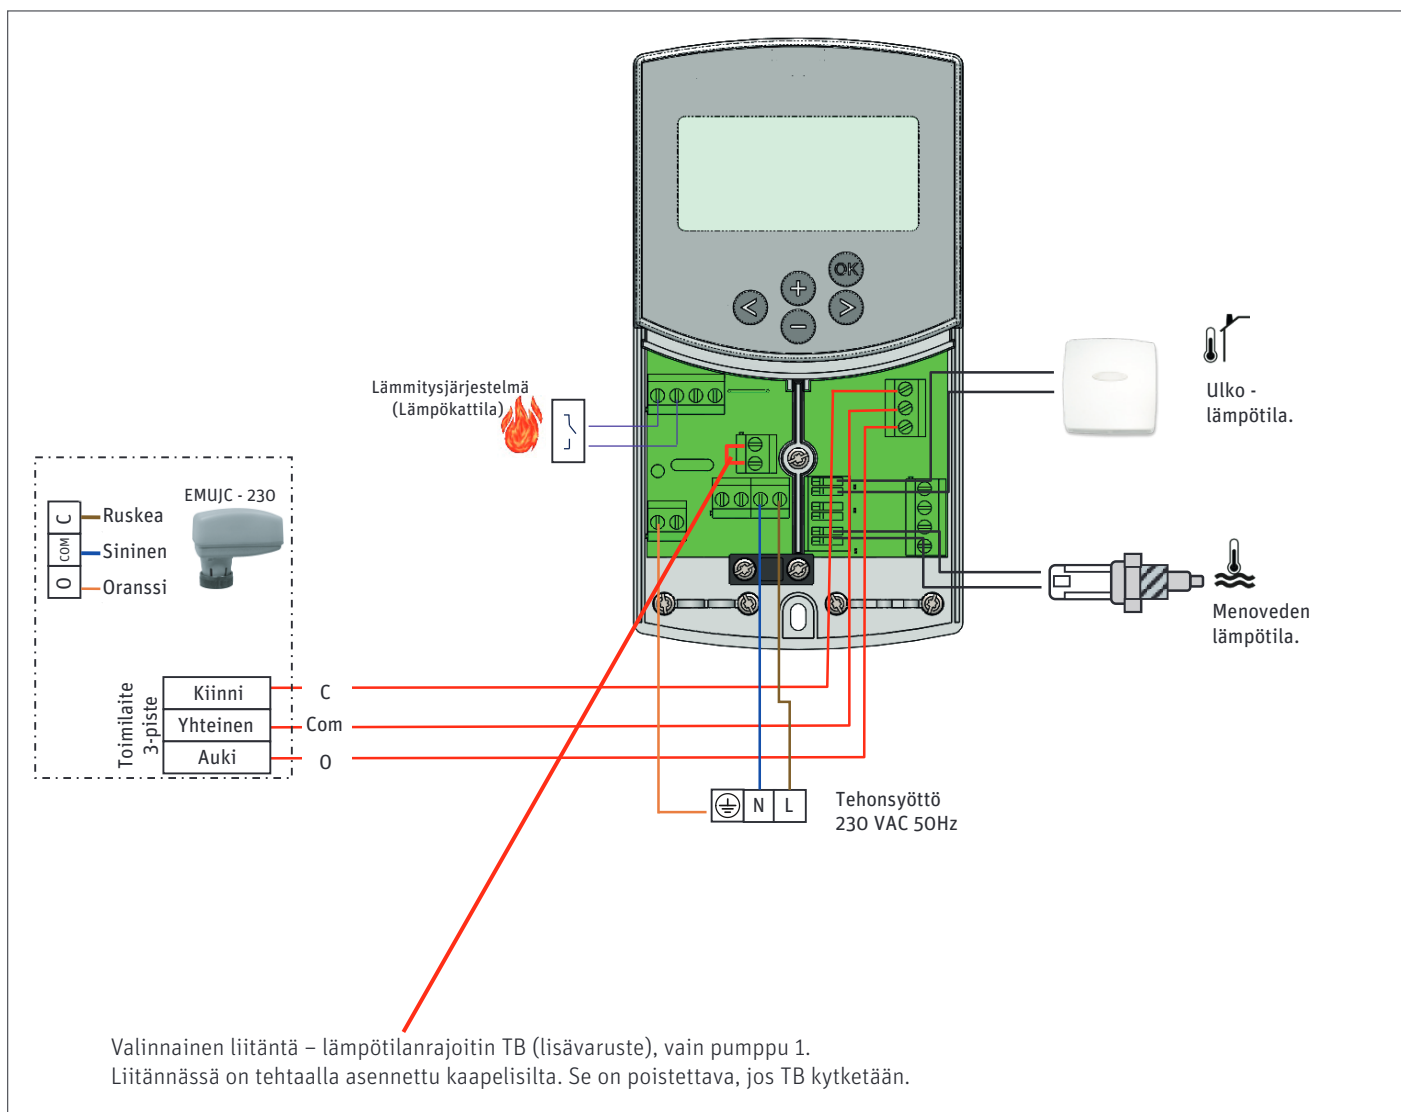 OK
Lämmitysjärjestelmä
(Lämpökattila)
Ulko -
lämpötila.
EMUJC - 230
C
Ruskea
COM
Sininen
O
Oranssi
Menoveden
lämpötila.
Toimilaite
3-piste
Kiinni
C
Yhteinen
Com
Auki
O
N
L
Tehonsyöttö
230 VAC 50Hz
Valinnainen liitäntä – lämpötilanrajoitin TB (lisävaruste), vain pumppu 1.
Liitännässä on tehtaalla asennettu kaapelisilta. Se on poistettava, jos TB kytketään.